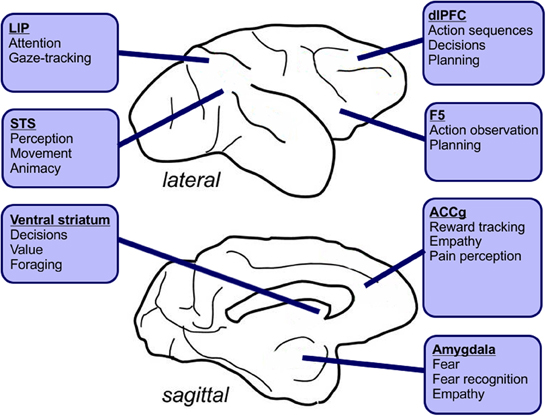 LIP
Attention
Gaze-tracking
dlPFC
Action sequences
Decisions
Planning
STS
Perception
Movement
Animacy
F5
Action observation
Planning
lateral
Ventral striatum
Decisions
Value
Foraging
ACCg
Reward tracking
Empathy
Pain perception
Amygdala
Fear
Fear recognition
Empathy
sagittal